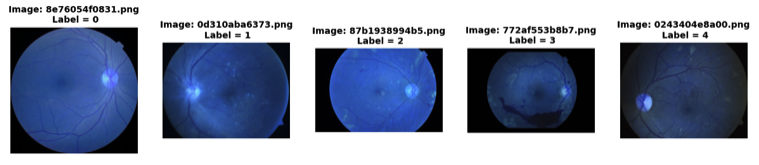 Image: 8e76054f0831.png
Label = 0
Image: 0d310aba6373.png
Label = 1
Image: 87b1938994b5.png
Label = 2
Image: 772af553b8b7.png
Label = 3
Image: 0243404e8a00.png
Label = 4